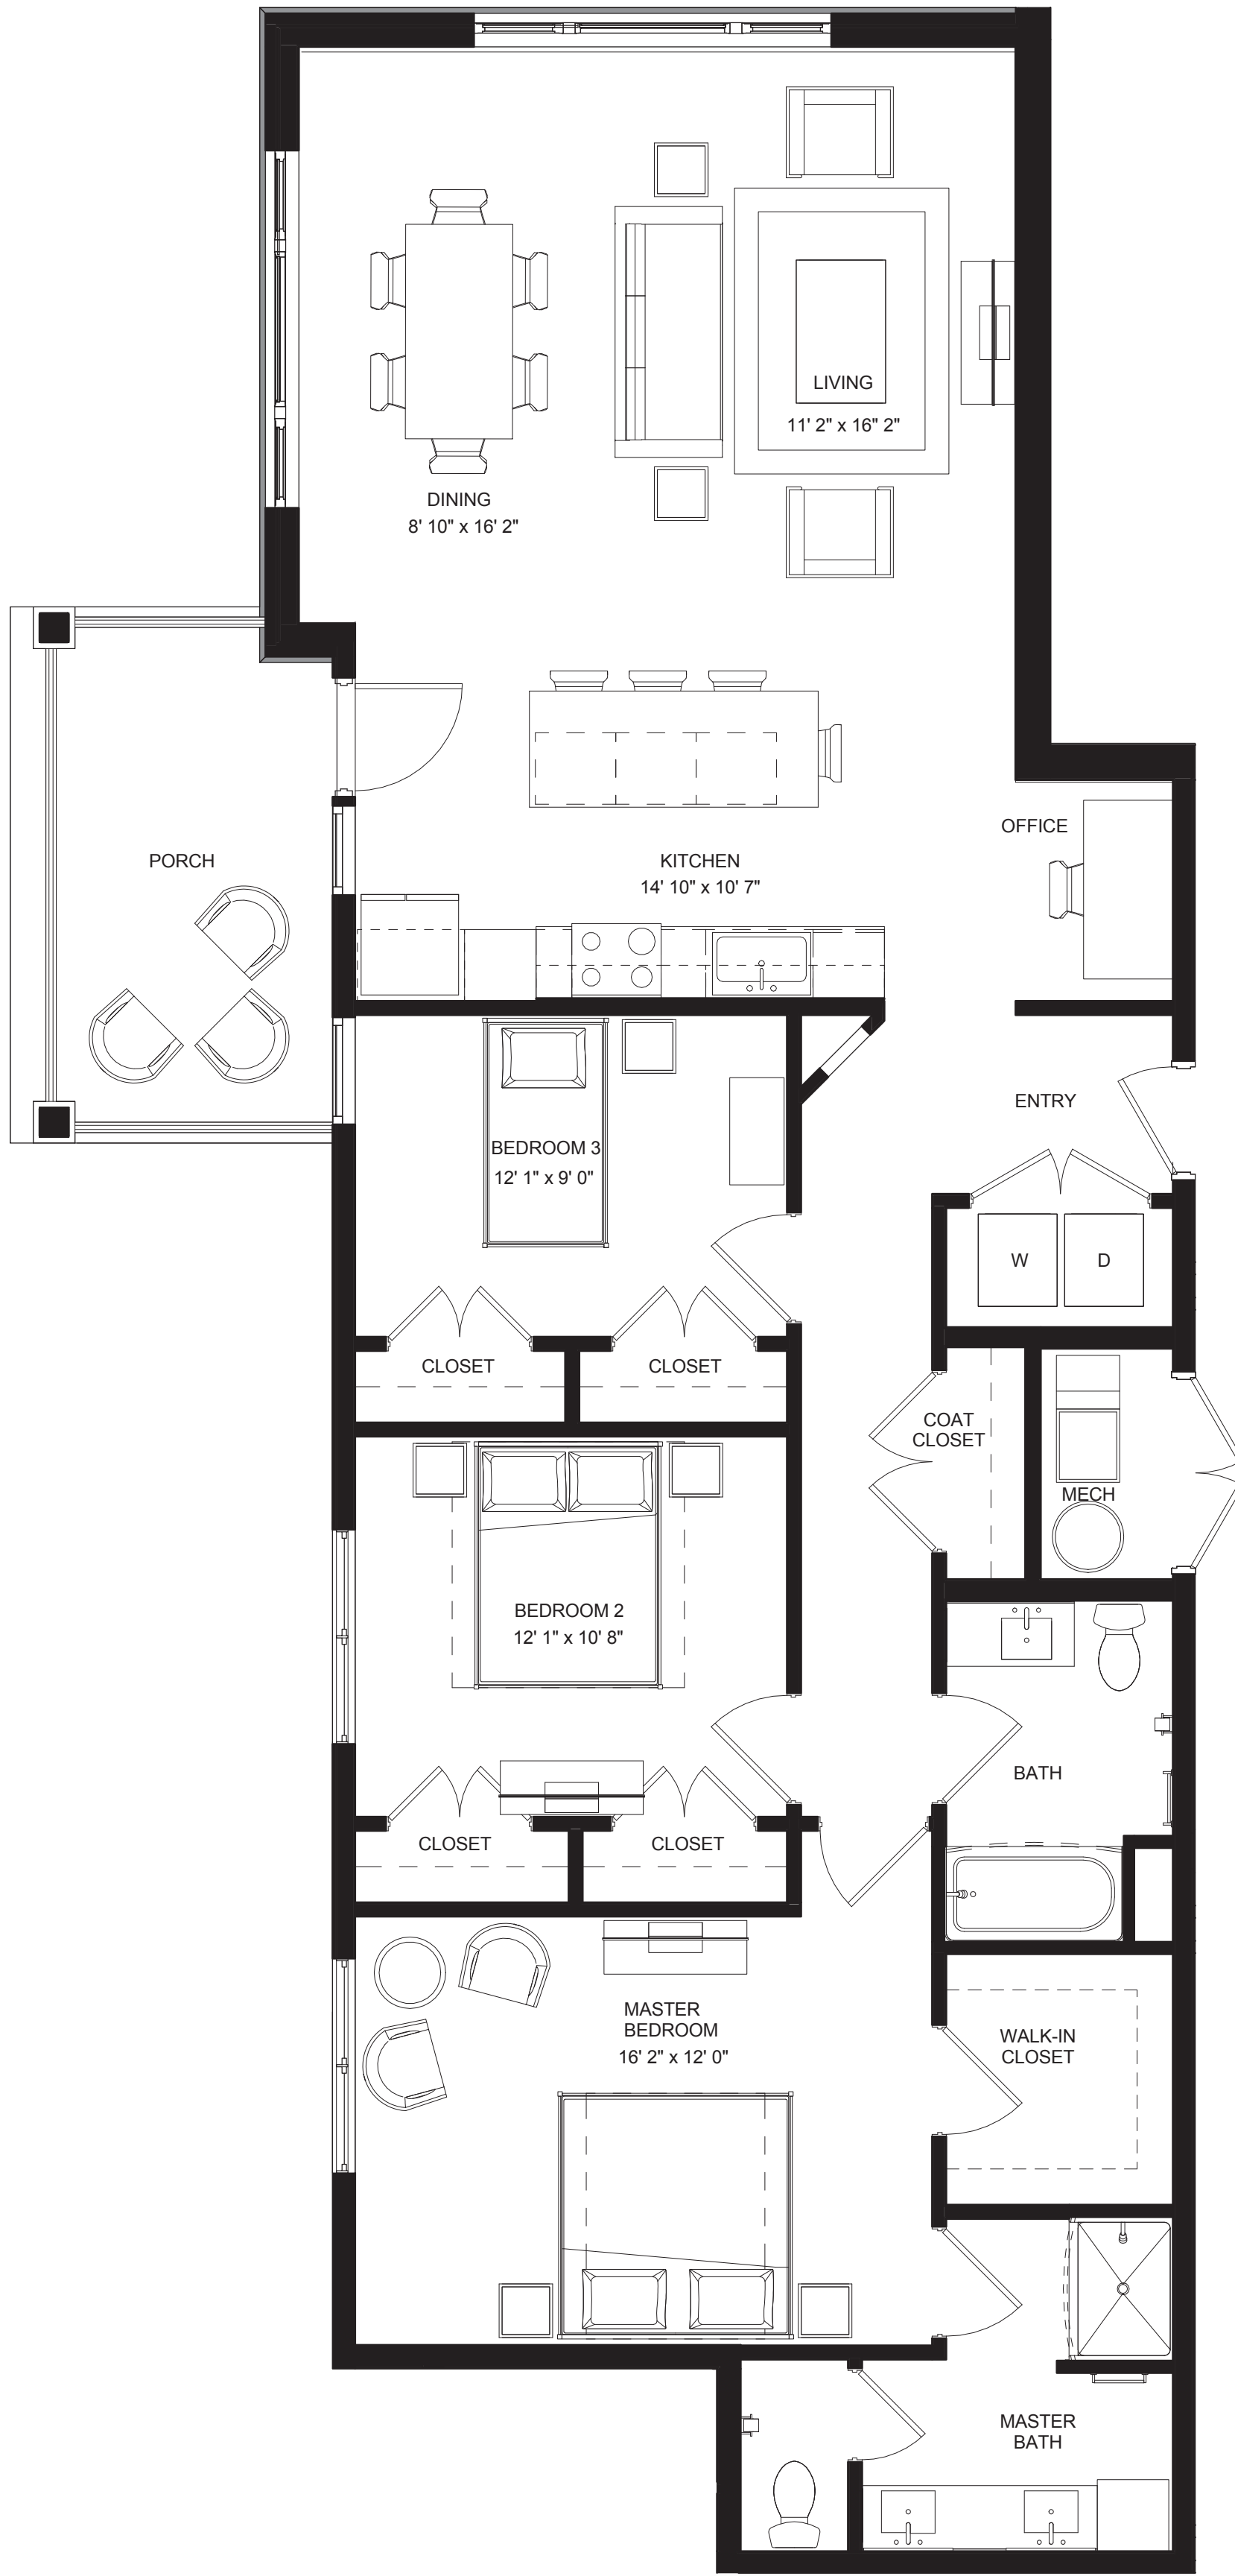 LIVING
11' 2" x 16" 2"
DINING
8' 10" x 16' 2"
OFFICE
PORCH
KITCHEN
14' 10" x 10' 7"
ENTRY
BEDROOM 3
12' 1" x 9' 0"
W
D
CLOSET
CLOSET
COAT
CLOSET
MECH
BEDROOM 2
12' 1" x 10' 8"
BATH
CLOSET
CLOSET
MASTER
BEDROOM
16' 2" x 12' 0"
WALK-IN
CLOSET
MASTER
BATH